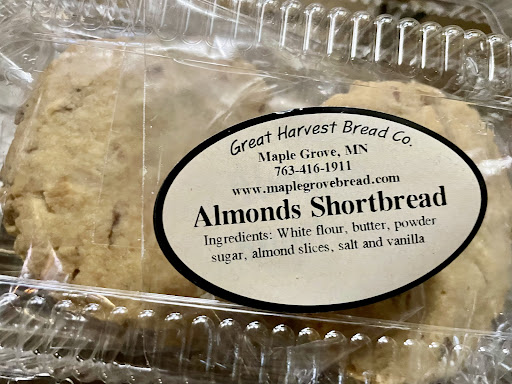 Great Harvest Bread Co.
Maple Grove, MN
763-416-1911
www.maplegrovebread.com
Almonds Shortbread
Ingredients: White flour, butter, powder
sugar, almond slices, salt and vanilla